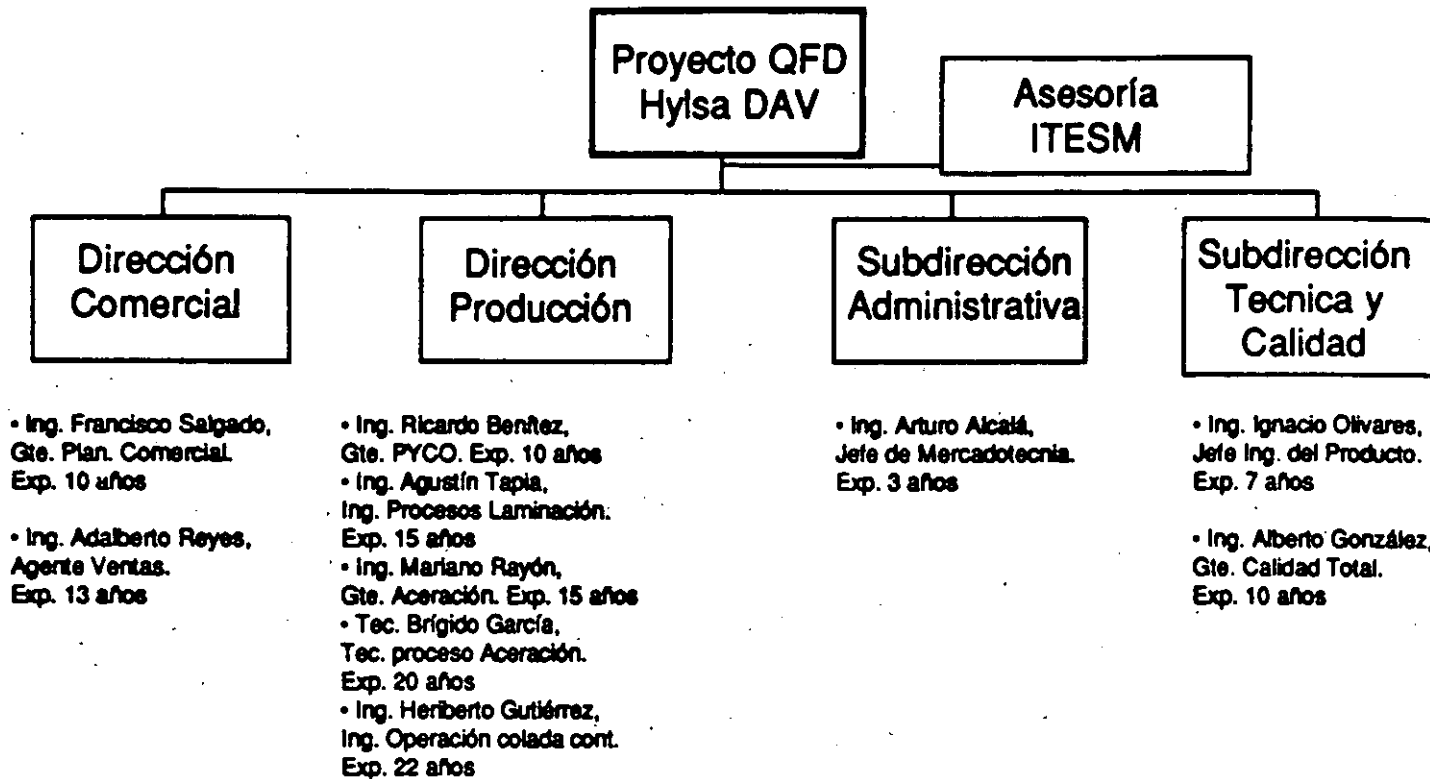 Proyecto QFD
Hylsa DAV
Asesoría
ITESM
Dirección
Comercial
Dirección
Producción
Subdirección
Administrativa
Subdirección
Tecnica y
Calidad
• Ing. Francisco Salgado,
Gte. Plan. Comercial.
Exp. 10 años
• Ing. Adalberto Reyes,
Agente Ventas.
Exp. 13 años
• Ing. Ricardo Benítez,
Gte. PYCO. Exp. 10 años
• Ing. Agustín Tapia,
Ing. Procesos Laminación.
Exp. 15 años
• Ing. Mariano Rayón,
Gte. Aceración. Exp. 15 años
• Tec. Brígido García,
Tec. proceso Aceración.
Exp. 20 años
• Ing. Heriberto Gutiérrez,
Ing. Operación colada cont.
Exp. 22 años
• Ing. Arturo Alcalá,
Jefe de Mercadotecnia.
Exp. 3 años
• Ing. Ignacio Olivares,
Jefe Ing. del Producto.
Exp. 7 años
• Ing. Alberto González,
Gte. Calidad Total.
Exp. 10 años